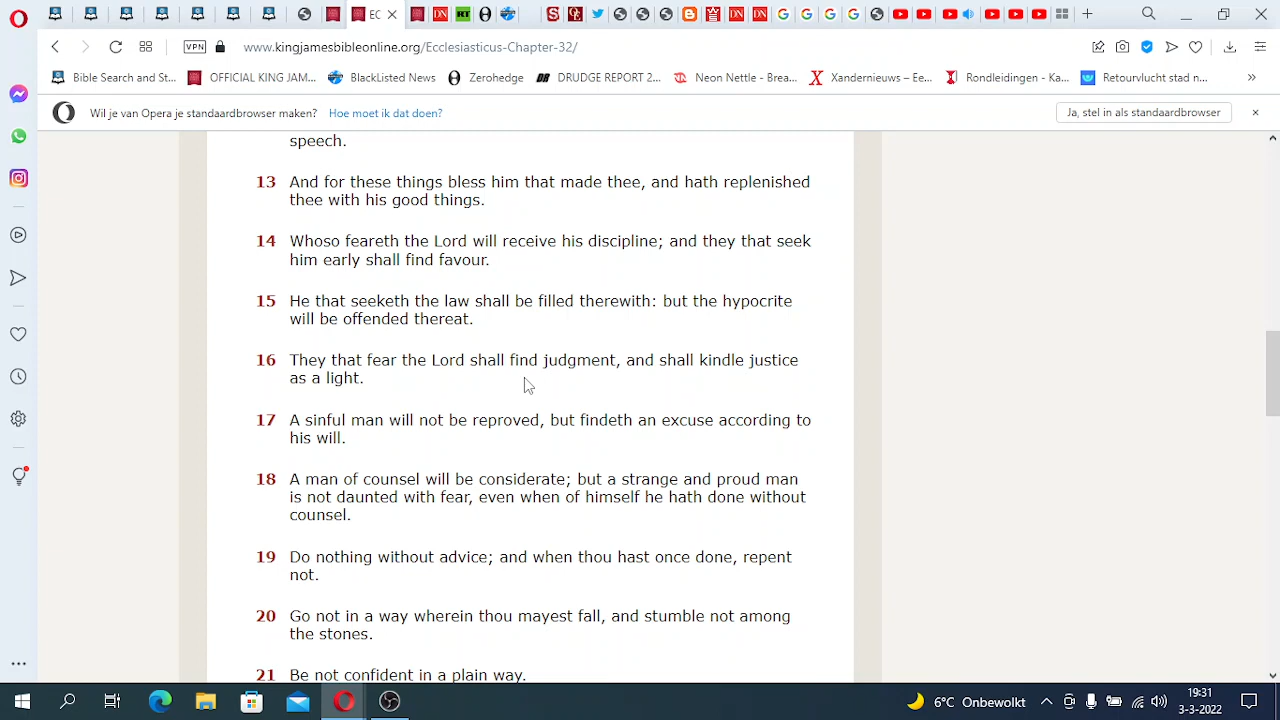 EC
www.kingjamesbibleonline.org/Ecclesiasticus-Chapter-32/
VPN
Bible Search and St...
OFFICIAL KING JAM...
BlackListed News
Zerohedge
DRUDGE REPORT 2...
Neon Nettle - Brea...
Xandernieuws – Ee...
Rondleidingen - Ka...
Retourvlucht stad n...
Wil je van Opera je standaardbrowser maken? Hoe moet ik dat doen?
Ja, stel in als standaardbrowser
speech.
13 And for these things bless him that made thee, and hath replenished
thee with his good things.
14 Whoso feareth the Lord will receive his discipline; and they that seek
him early shall find favour.
15 He that seeketh the law shall be filled therewith: but the hypocrite
will be offended thereat.
16 They that fear the Lord shall find judgment, and shall kindle justice
as a light.
17 A sinful man will not be reproved, but findeth an excuse according to
his will.
18 A man of counsel will be considerate; but a strange and proud man
is not daunted with fear, even when of himself he hath done without
counsel.
19 Do nothing without advice; and when thou hast once done, repent
not.
20 Go not in a way wherein thou mayest fall, and stumble not among
the stones.
21 Be not confident in a plain way.
6°C Onbewolkt
19:31
3-3-2022